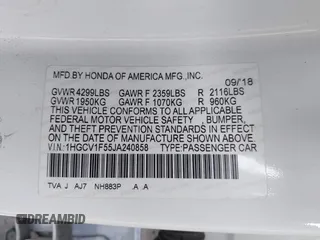 MFD.BY HONDA OF AMERICA MFG.,INC.
09/18
GVWR 4299LBS GAWR F 2359LBS R 2116LBS
GVWR 1950KG GAWR F 1070KG R 960KG
THIS VEHICLE CONFORMS TO ALL APPLICABLE
FEDERAL MOTOR VEHICLE SAFETY , BUMPER,
AND THEFT PREVENTION STANDARDS IN EFFECT
ON THE DATE OF MANUFACTURE SHOWN ABOVE.
V.I.N:1HGCV1F55JA240858 TYPE:PASSENGER CAR
TVA J AJ7 NH883P .A .A
DREAMBID